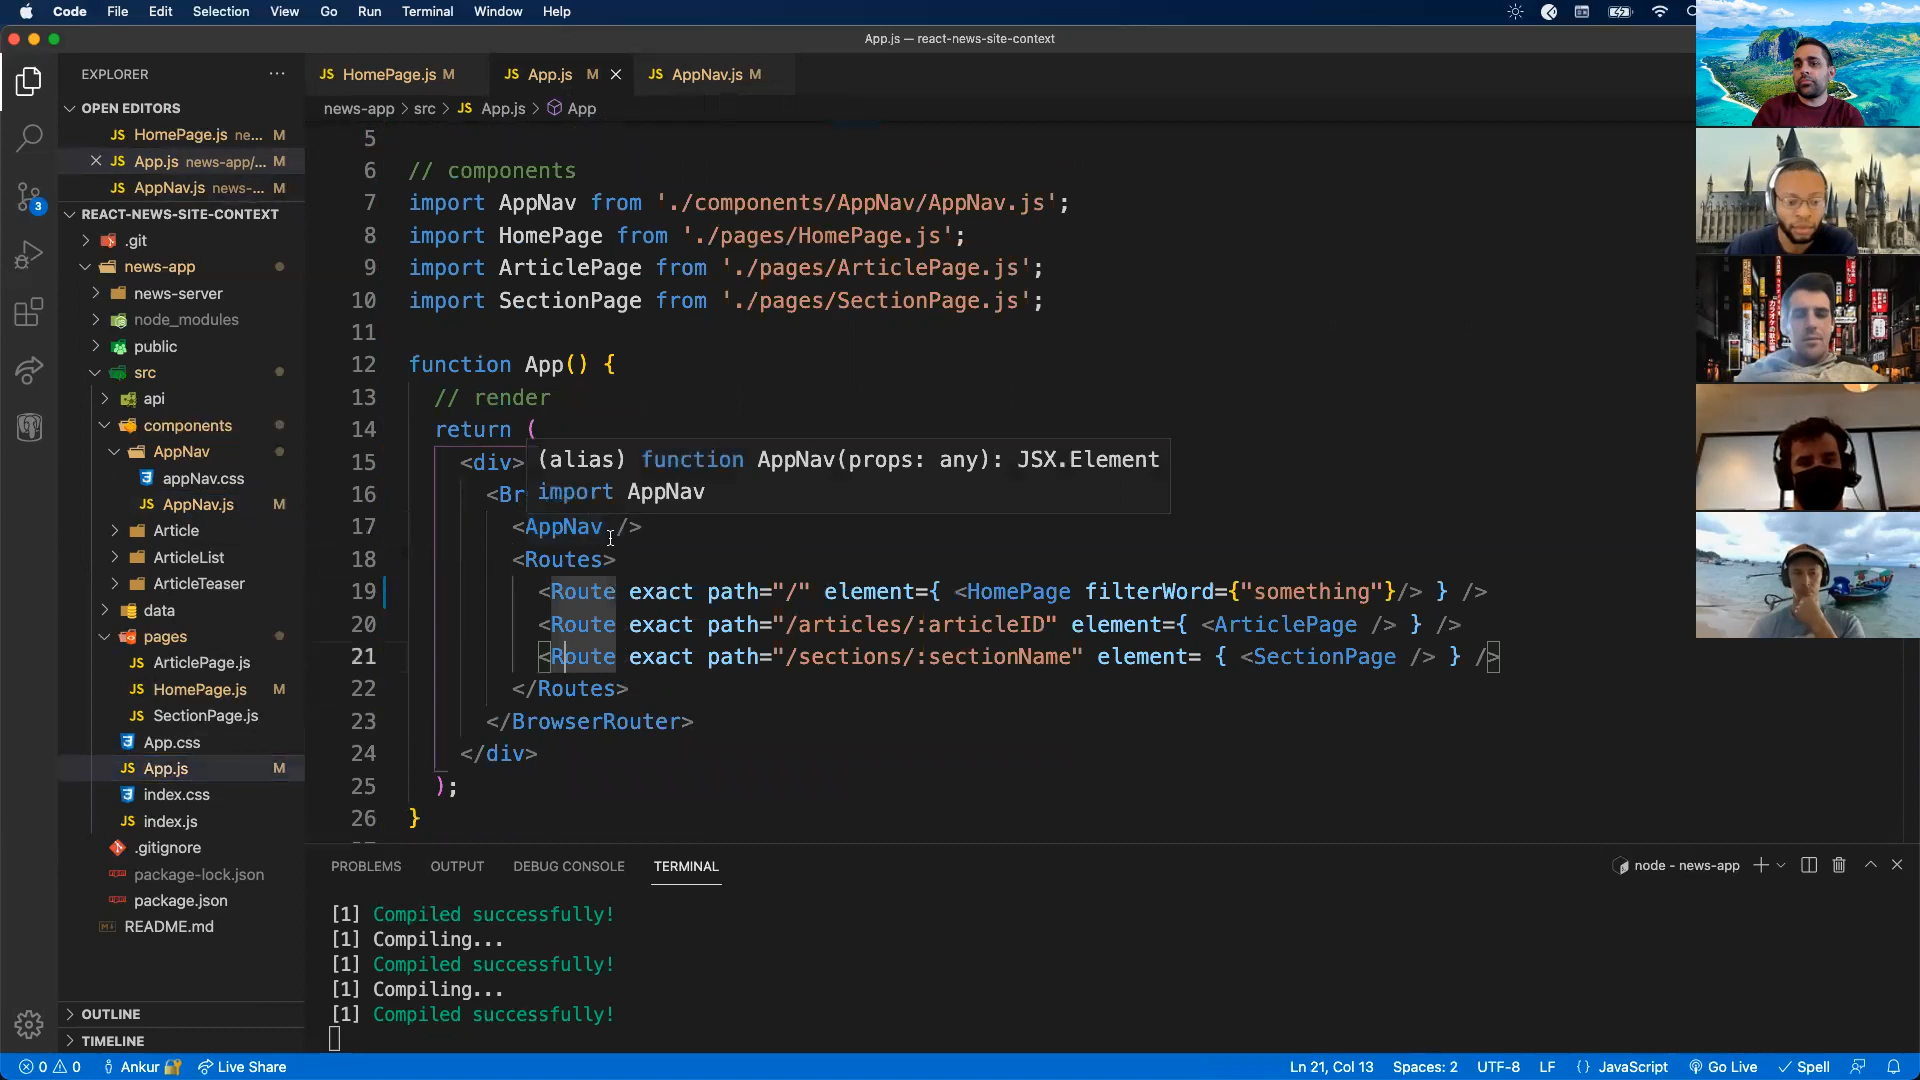 Code File Edit Selection View Go Run Terminal Window Help
App.js — react-news-site-context
EXPLORER
OPEN EDITORS
JS HomePage.js ne... M
JS App.js news-app/... M
JS AppNav.js news-... M
REACT-NEWS-SITE-CONTEXT
.git
news-app
news-server
node_modules
public
src
api
components
AppNav
appNav.css
JS AppNav.js M
Article
ArticleList
ArticleTeaser
data
pages
JS ArticlePage.js
JS HomePage.js
JS SectionPage.js
App.css
JS App.js M
index.css
JS index.js
.gitignore
package-lock.json
package.json
README.md
OUTLINE
TIMELINE
3
JS HomePage.js M JS App.js M JS AppNav.js M
news-app > src > JS App.js > App
5
6 // components
7 import AppNav from './components/AppNav/AppNav.js';
8 import HomePage from './pages/HomePage.js';
9 import ArticlePage from './pages/ArticlePage.js';
10 import SectionPage from './pages/SectionPage.js';
11
12 function App() {
13 // render
14 return (
15 <div>
(alias) function AppNav(props: any): JSX.Element
16 <Br
import AppNav
17 <AppNav />
18 <Routes>
19 <Route exact path="/" element={ <HomePage filterWord={"something"}/> } />
20 <Route exact path="/articles/:articleID" element={ <ArticlePage /> } />
21 <Route exact path="/sections/:sectionName" element= { <SectionPage /> } />
22 </Routes>
23 </BrowserRouter>
24 </div>
25 );
26 }
PROBLEMS OUTPUT DEBUG CONSOLE TERMINAL
node - news-app
[1] Compiled successfully!
[1] Compiling...
[1] Compiled successfully!
[1] Compiling...
[1] Compiled successfully!
0 0 Ankur Live Share
Ln 21, Col 13 Spaces: 2 UTF-8 LF {} JavaScript Go Live Spell